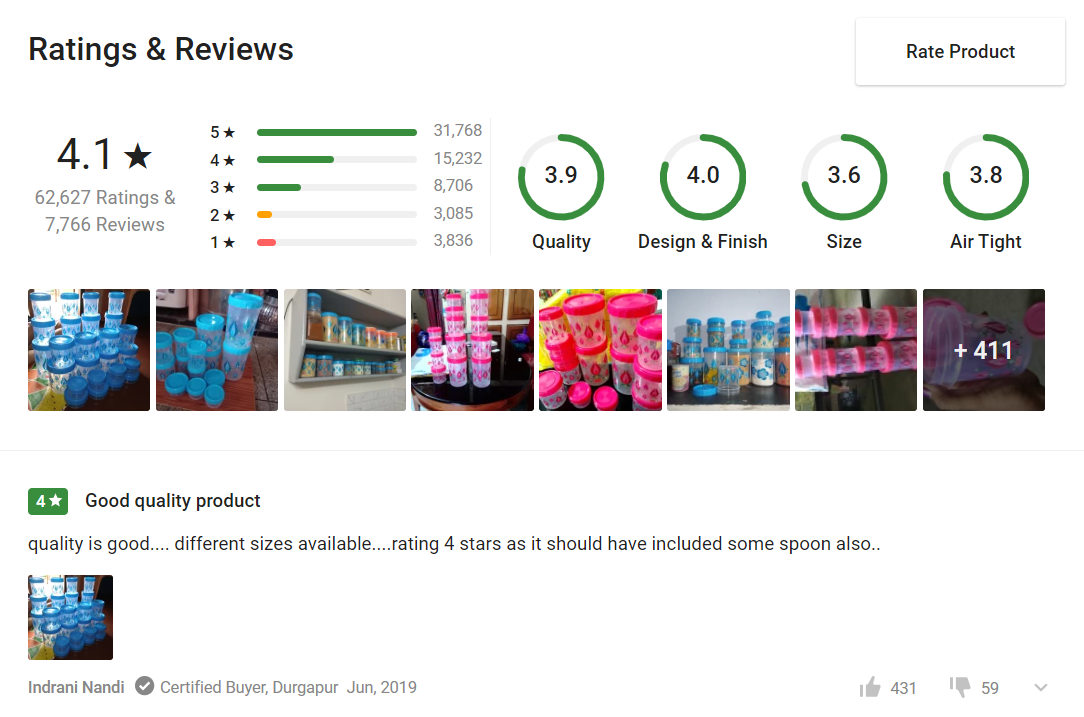 Ratings & Reviews
Rate Product
4.1 ★
62,627 Ratings &
7,766 Reviews
5 ★ 31,768
4 ★ 15,232
3 ★ 8,706
2 ★ 3,085
1 ★ 3,836
3.9
Quality
4.0
Design & Finish
3.6
Size
3.8
Air Tight
+ 411
4 ★ Good quality product
quality is good.... different sizes available....rating 4 stars as it should have included some spoon also..
Indrani Nandi Certified Buyer, Durgapur Jun, 2019
431 59